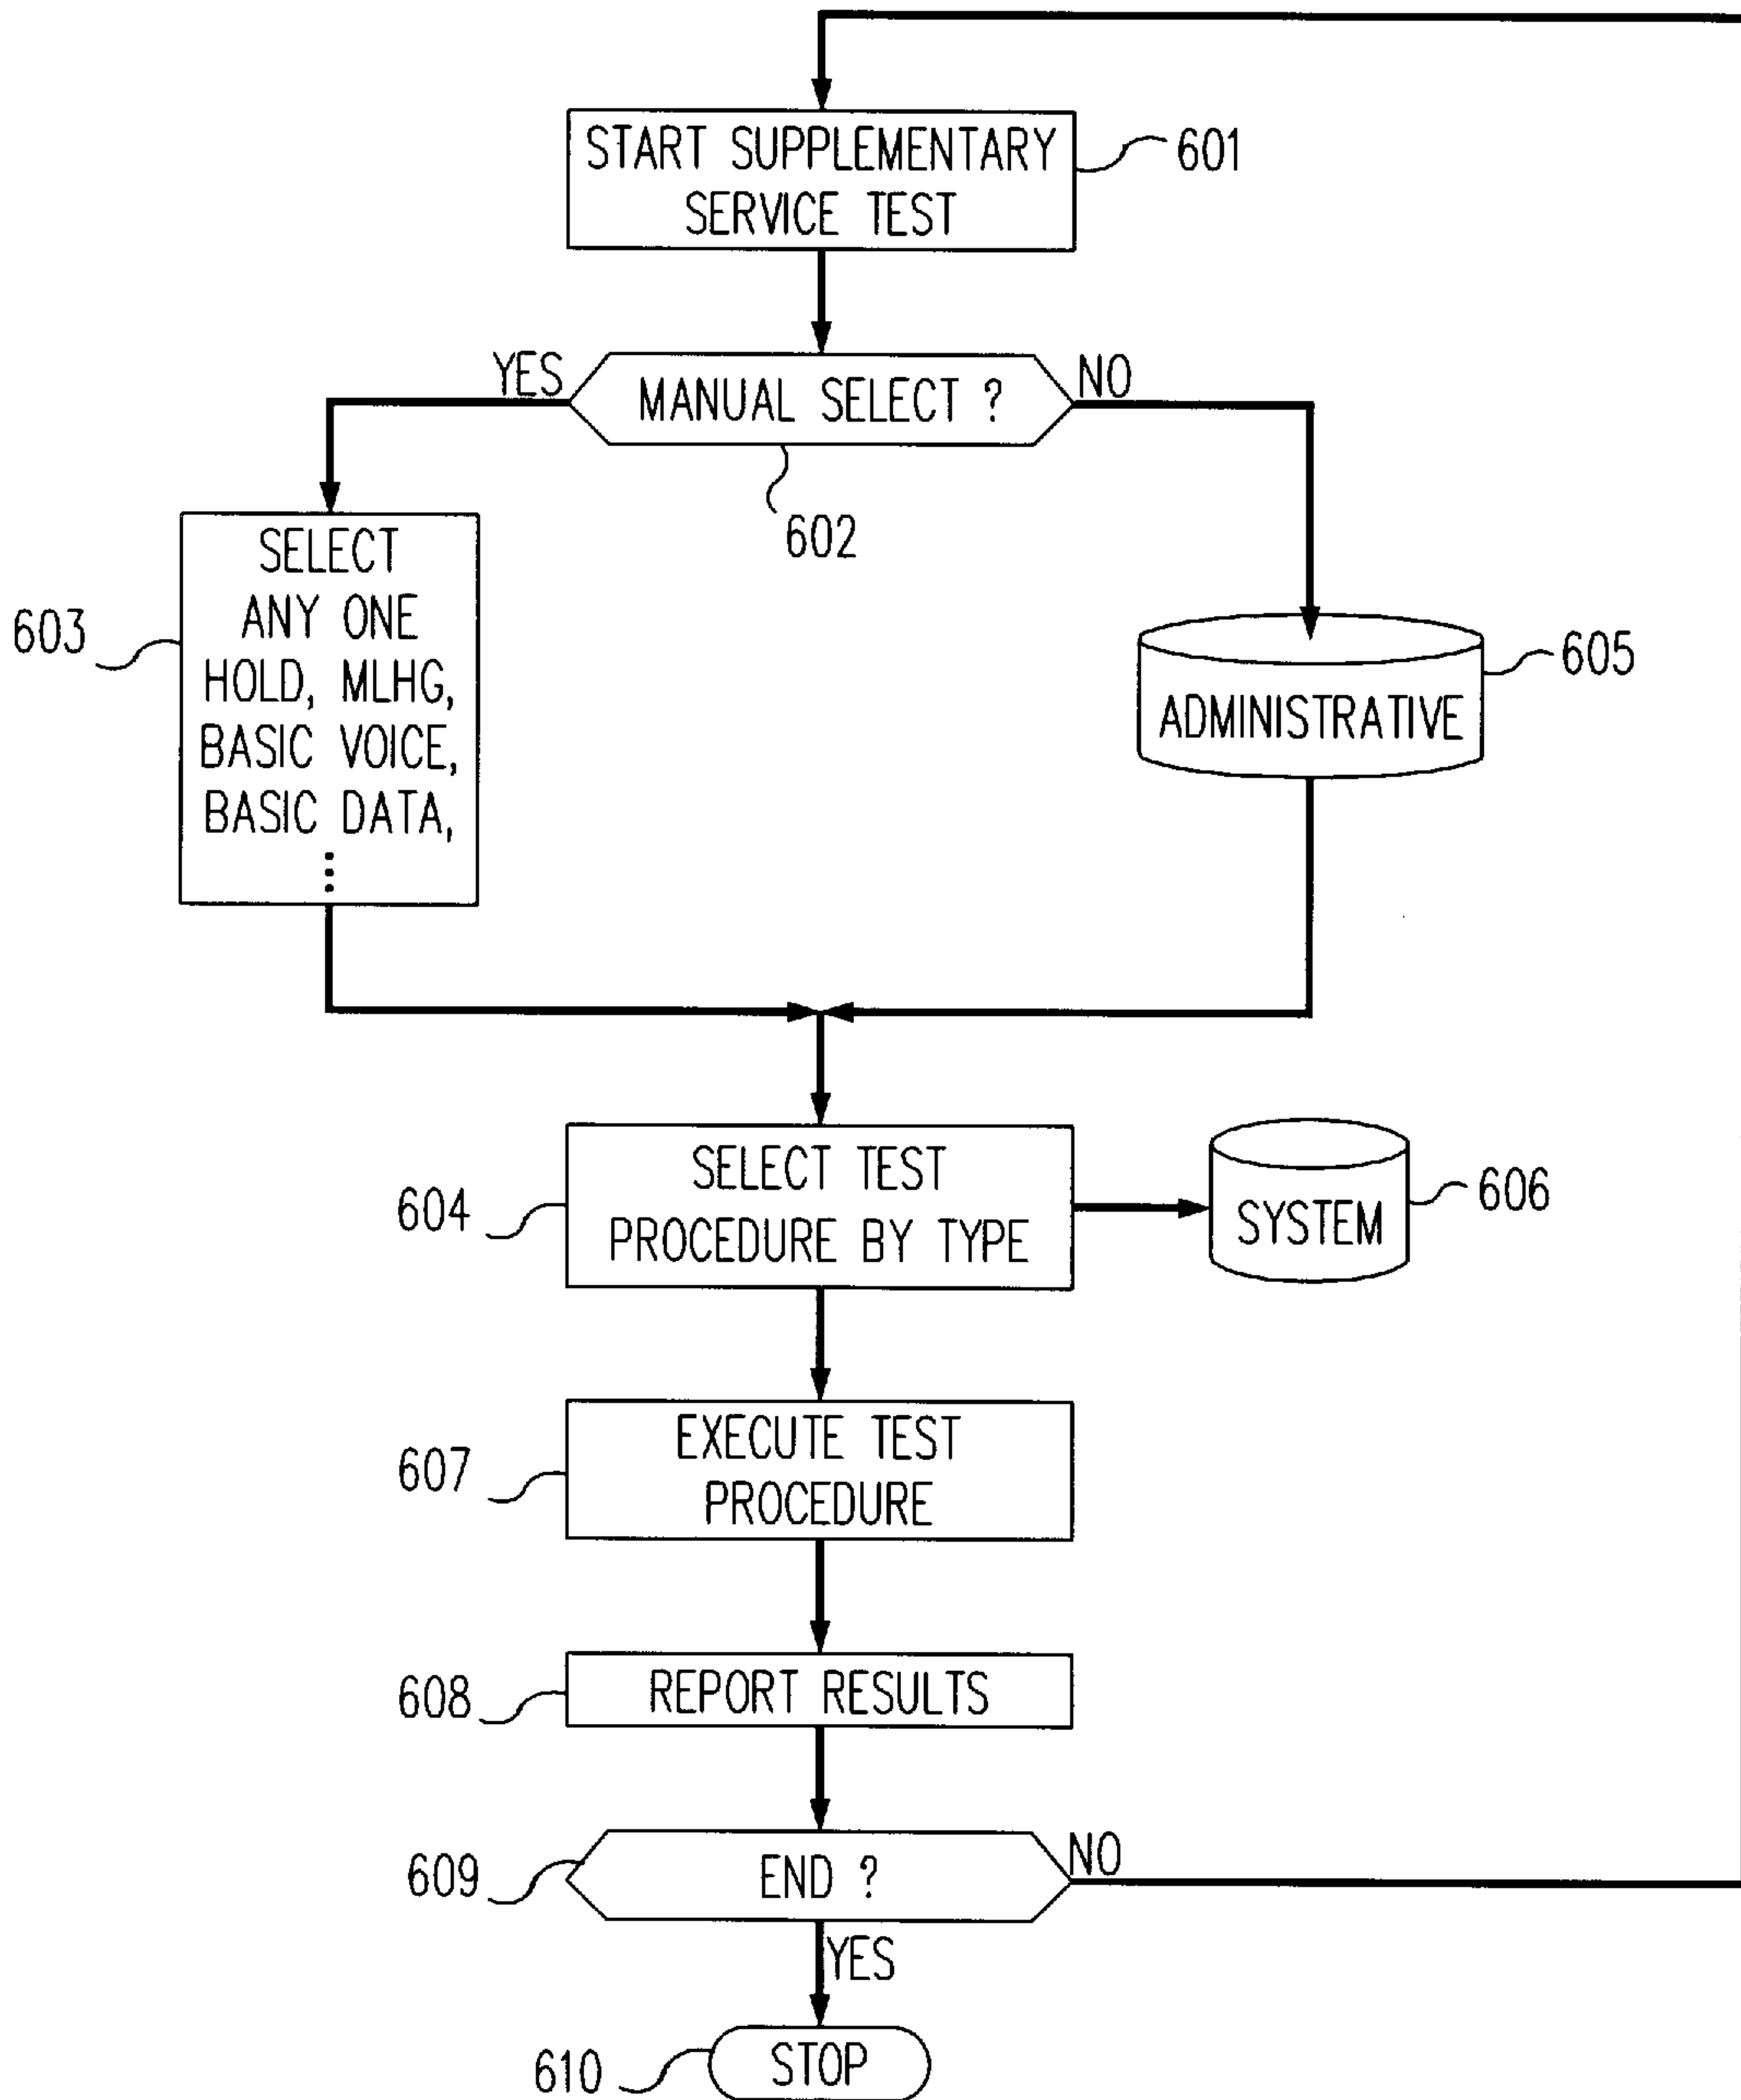 START SUPPLEMENTARY
SERVICE TEST
601
YES
MANUAL SELECT ?
NO
602
603
SELECT
ANY ONE
HOLD, MLHG,
BASIC VOICE,
BASIC DATA,
⋮
605
ADMINISTRATIVE
604
SELECT TEST
PROCEDURE BY TYPE
606
SYSTEM
607
EXECUTE TEST
PROCEDURE
608
REPORT RESULTS
609
END ?
NO
YES
610
STOP